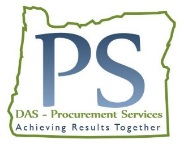 PS
DAS - Procurement Services
Achieving Results Together